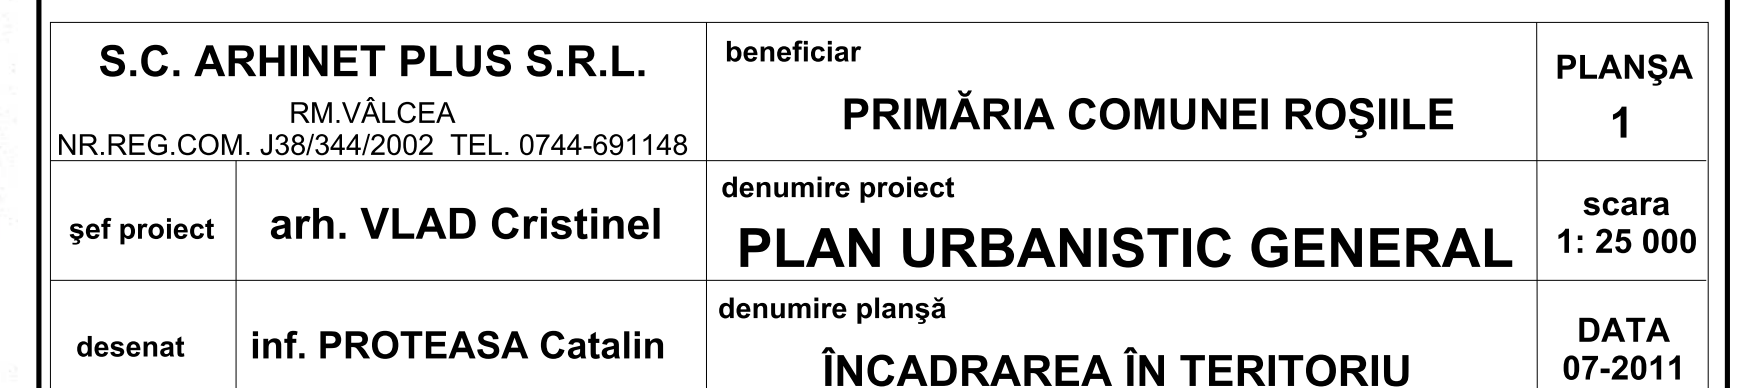 S.C. ARHINET PLUS S.R.L.
RM.VÂLCEA
NR.REG.COM. J38/344/2002 TEL. 0744-691148
beneficiar
PRIMĂRIA COMUNEI ROŞIILE
PLANŞA
1
şef proiect
arh. VLAD Cristinel
denumire proiect
PLAN URBANISTIC GENERAL
scara
1: 25 000
desenat
inf. PROTEASA Catalin
denumire planşă
ÎNCADRAREA ÎN TERITORIU
DATA
07-2011